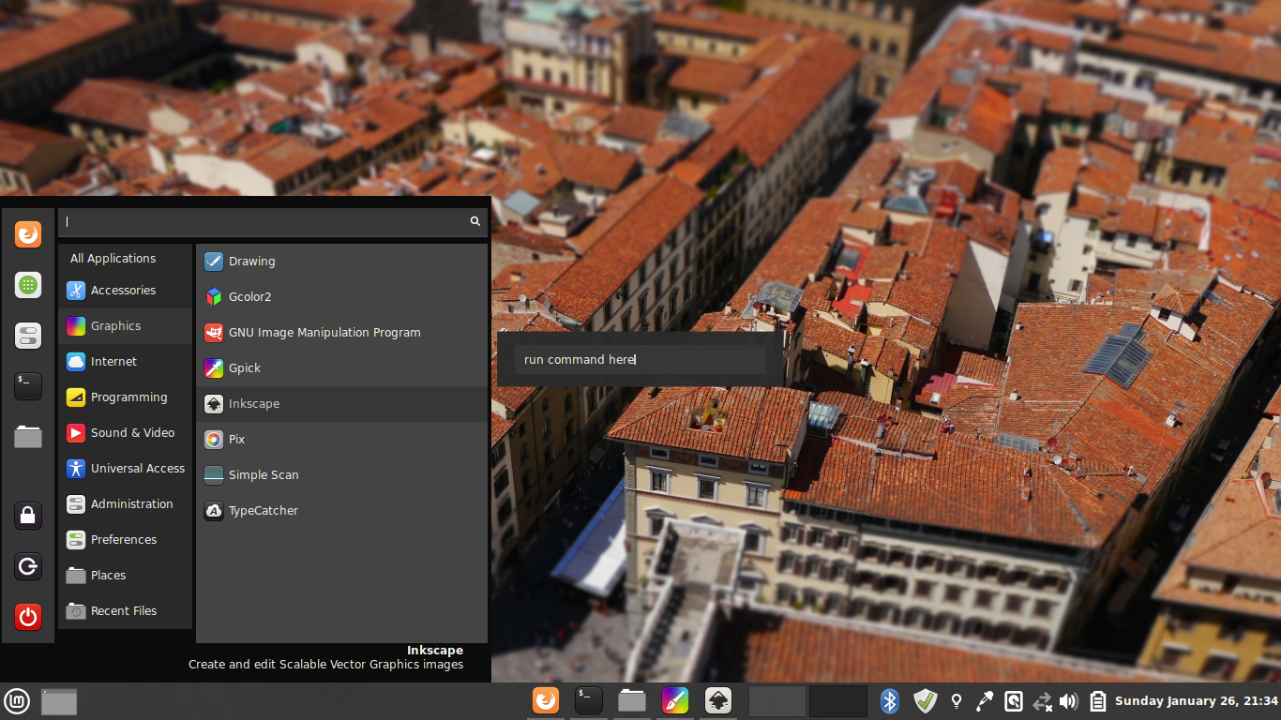 All Applications
Accessories
Graphics
Internet
Programming
Sound & Video
Universal Access
Administration
Preferences
Places
Recent Files
Drawing
Gcolor2
GNU Image Manipulation Program
Gpick
Inkscape
Pix
Simple Scan
TypeCatcher
Inkscape
Create and edit Scalable Vector Graphics images
run command here
Sunday January 26, 21:34